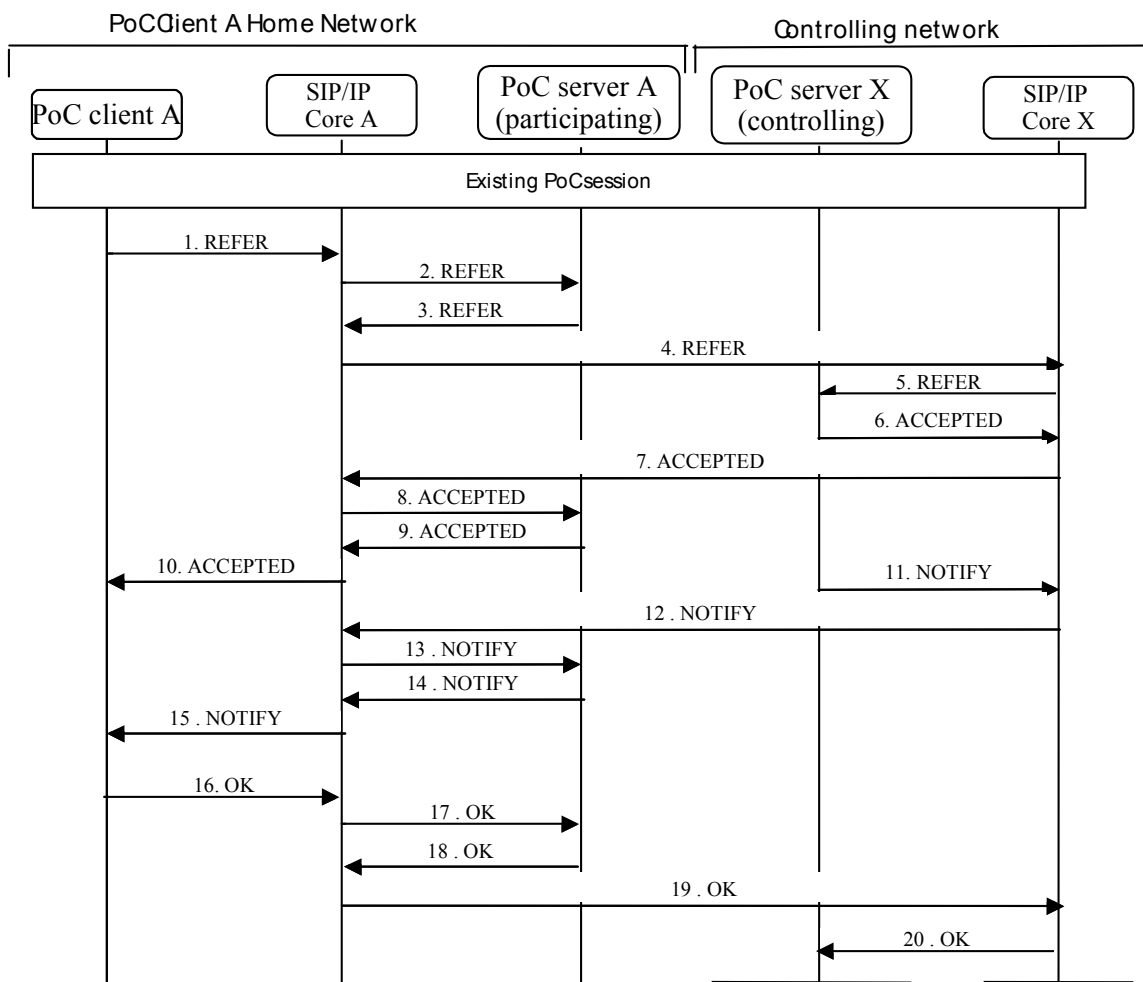 PoCClient A Home Network
Controlling network
PoC client A
SIP/IP
Core A
PoC server A
(participating)
PoC server X
(controlling)
SIP/IP
Core X
Existing PoCsession
1. REFER
2. REFER
3. REFER
4. REFER
5. REFER
6. ACCEPTED
7. ACCEPTED
8. ACCEPTED
9. ACCEPTED
10. ACCEPTED
11. NOTIFY
12 . NOTIFY
13 . NOTIFY
14 . NOTIFY
15 . NOTIFY
16. OK
17 . OK
18 . OK
19 . OK
20 . OK